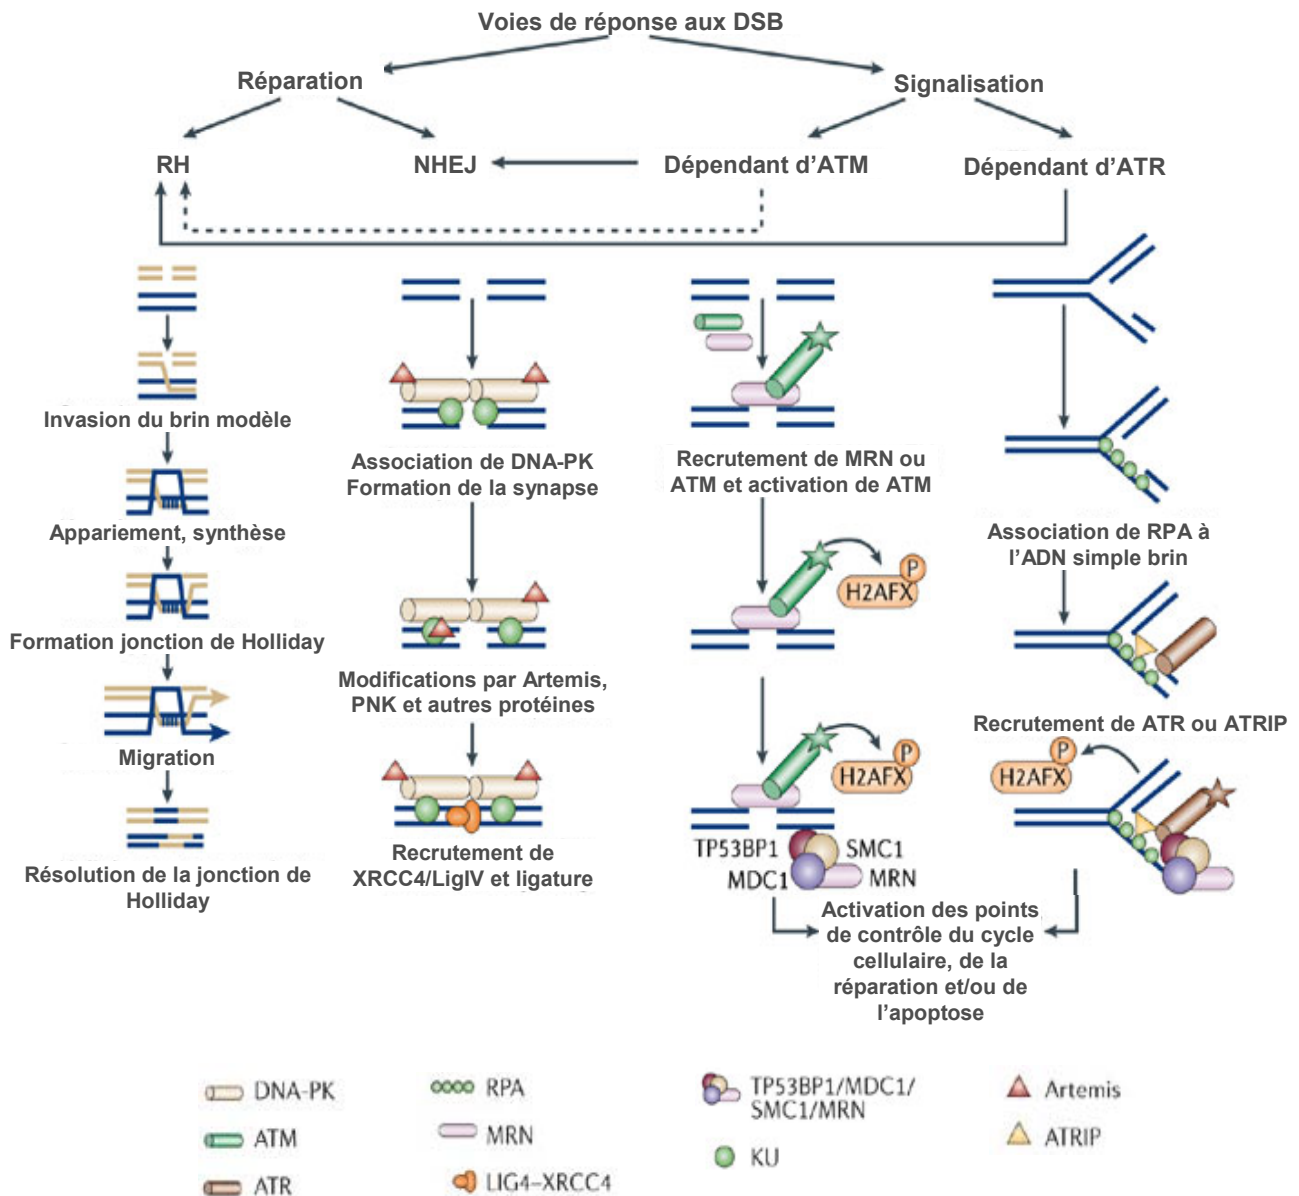 Voies de réponse aux DSB
Réparation
Signalisation
RH
NHEJ
Dépendant d'ATM
Dépendant d'ATR
Invasion du brin modèle
Appariement, synthèse
Formation jonction de Holliday
Migration
Résolution de la jonction de
Holliday
Association de DNA-PK
Formation de la synapse
Modifications par Artemis,
PNK et autres protéines
Recrutement de
XRCC4/LigIV et ligature
Recrutement de MRN ou
ATM et activation de ATM
P
H2AFX
P
H2AFX
TP53BP1
SMC1
MDC1
MRN
Association de RPA à
l'ADN simple brin
Recrutement de ATR ou ATRIP
P
H2AFX
Activation des points
de contrôle du cycle
cellulaire, de la
réparation et/ou de
l'apoptose
DNA-PK
ATM
ATR
RPA
MRN
LIG4–XRCC4
TP53BP1/MDC1/
SMC1/MRN
KU
Artemis
ATRIP